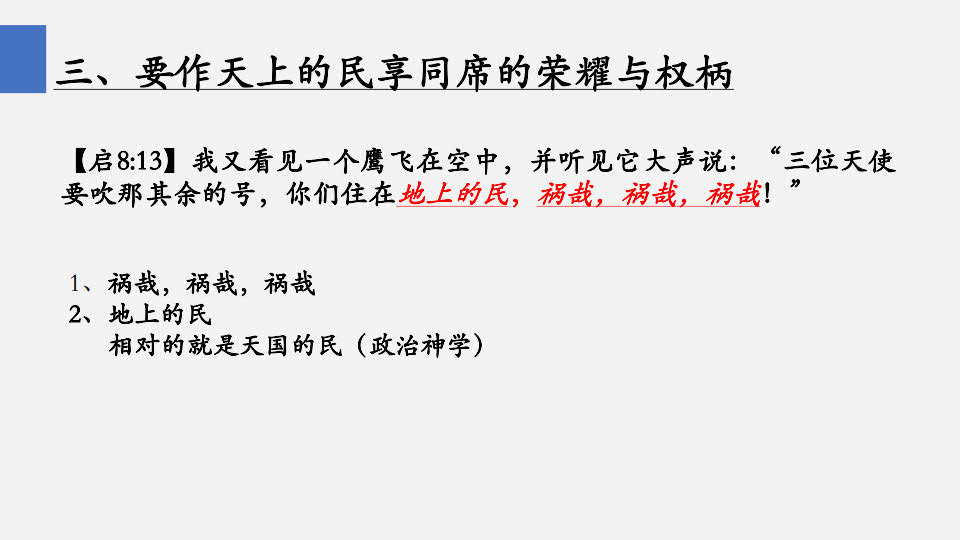 三、要作天上的民享同席的荣耀与权柄
【启8:13】我又看见一个鹰飞在空中，并听见它大声说：“三位天使
要吹那其余的号，你们住在地上的民，祸哉，祸哉，祸哉！”
1、祸哉，祸哉，祸哉
2、地上的民
相对的就是天国的民（政治神学）